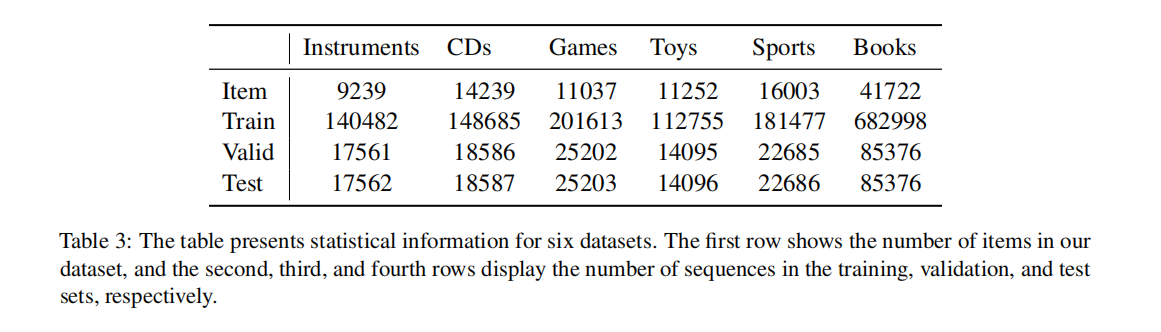 Instruments CDs Games Toys Sports Books
Item 9239 14239 11037 11252 16003 41722
Train 140482 148685 201613 112755 181477 682998
Valid 17561 18586 25202 14095 22685 85376
Test 17562 18587 25203 14096 22686 85376
Table 3: The table presents statistical information for six datasets. The first row shows the number of items in our
dataset, and the second, third, and fourth rows display the number of sequences in the training, validation, and test
sets, respectively.